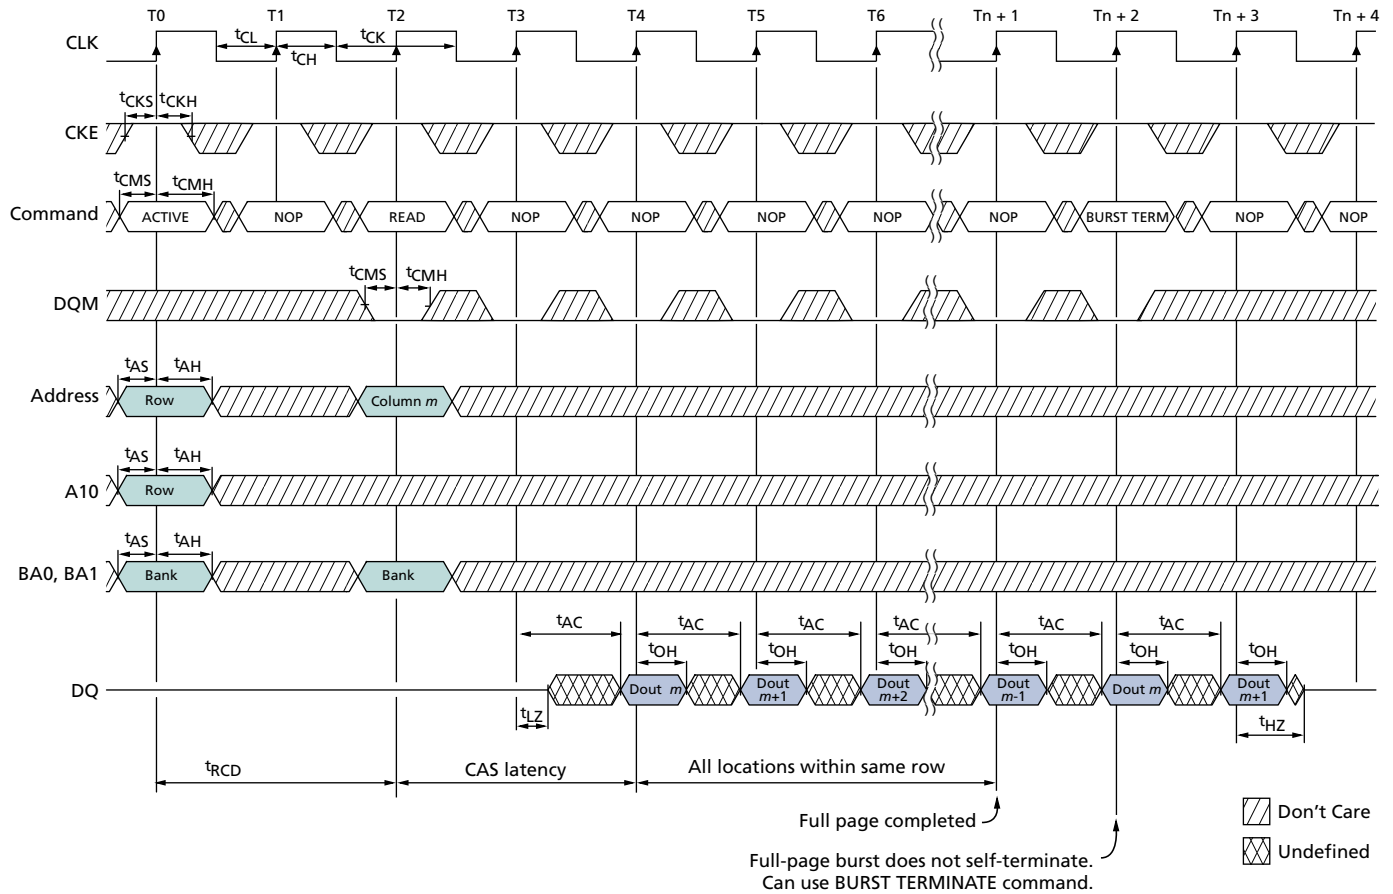 T0 T1 T2 T3 T4 T5 T6 Tn + 1 Tn + 2 Tn + 3 Tn + 4
CLK
tCL tCK
tCH
tCKS tCKH
CKE
tCMS tCMH
Command ACTIVE NOP READ NOP NOP NOP NOP NOP BURST TERM NOP NOP
tCMS tCMH
DQM
tAS tAH
Address Row Column m
tAS tAH
A10 Row
tAS tAH
BA0, BA1 Bank Bank
tAC tAC tAC tAC tAC tAC
tOH tOH tOH tOH tOH tOH
DQ Dout m Dout m+1 Dout m+2 Dout m-1 Dout m Dout m+1
tLZ tHZ
tRCD CAS latency All locations within same row
Full page completed
Don't Care
Undefined
Full-page burst does not self-terminate.
Can use BURST TERMINATE command.